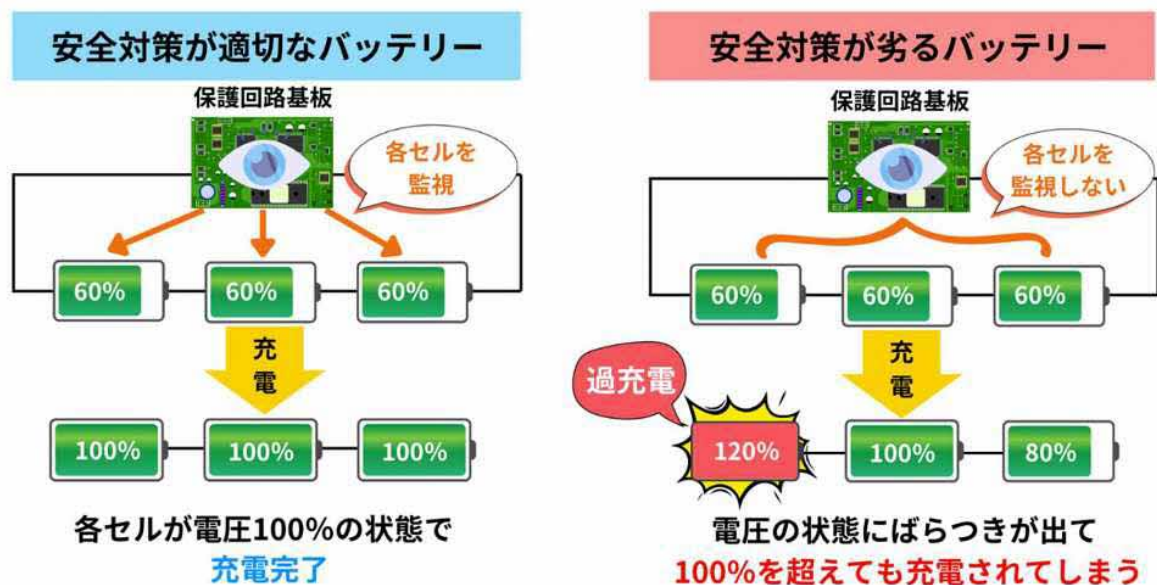 安全対策が適切なバッテリー
保護回路基板
各セルを
監視
60%
60%
60%
充
電
100%
100%
100%
各セルが電圧100%の状態で
充電完了
安全対策が劣るバッテリー
保護回路基板
各セルを
監視しない
60%
60%
60%
充
電
過充電
120%
100%
80%
電圧の状態にばらつきが出て
100%を超えても充電されてしまう